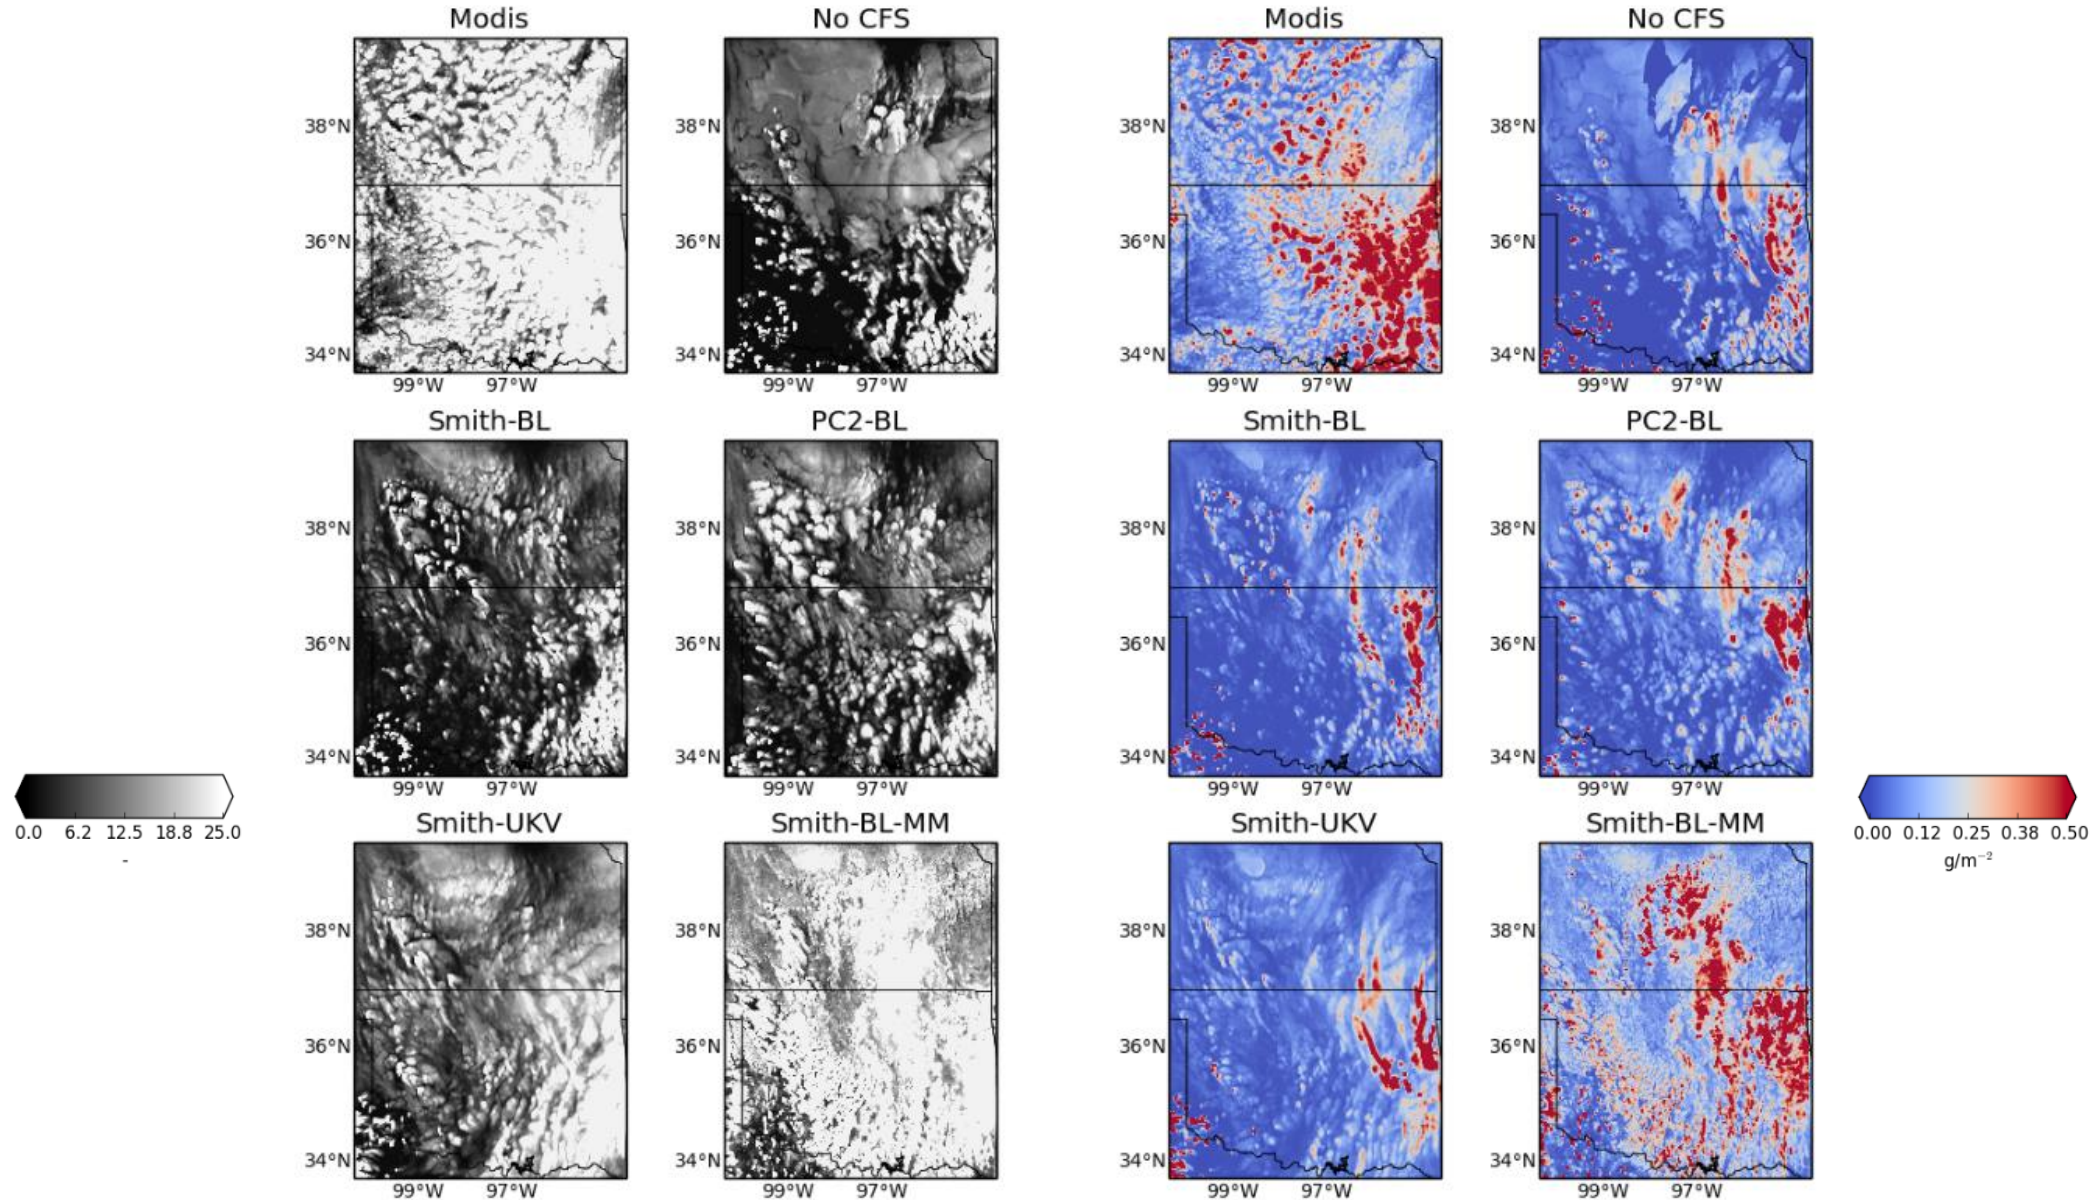 Modis No CFS Modis No CFS
38°N 38°N 38°N 38°N
36°N 36°N 36°N 36°N
34°N 34°N 34°N 34°N
99°W 97°W 99°W 97°W 99°W 97°W 99°W 97°W
Smith-BL PC2-BL Smith-BL PC2-BL
38°N 38°N 38°N 38°N
36°N 36°N 36°N 36°N
34°N 34°N 34°N 34°N
99°W 97°W 99°W 97°W 99°W 97°W 99°W 97°W
0.0 6.2 12.5 18.8 25.0
-
0.00 0.12 0.25 0.38 0.50
g/m⁻²
Smith-UKV Smith-BL-MM Smith-UKV Smith-BL-MM
38°N 38°N 38°N 38°N
36°N 36°N 36°N 36°N
34°N 34°N 34°N 34°N
99°W 97°W 99°W 97°W 99°W 97°W 99°W 97°W